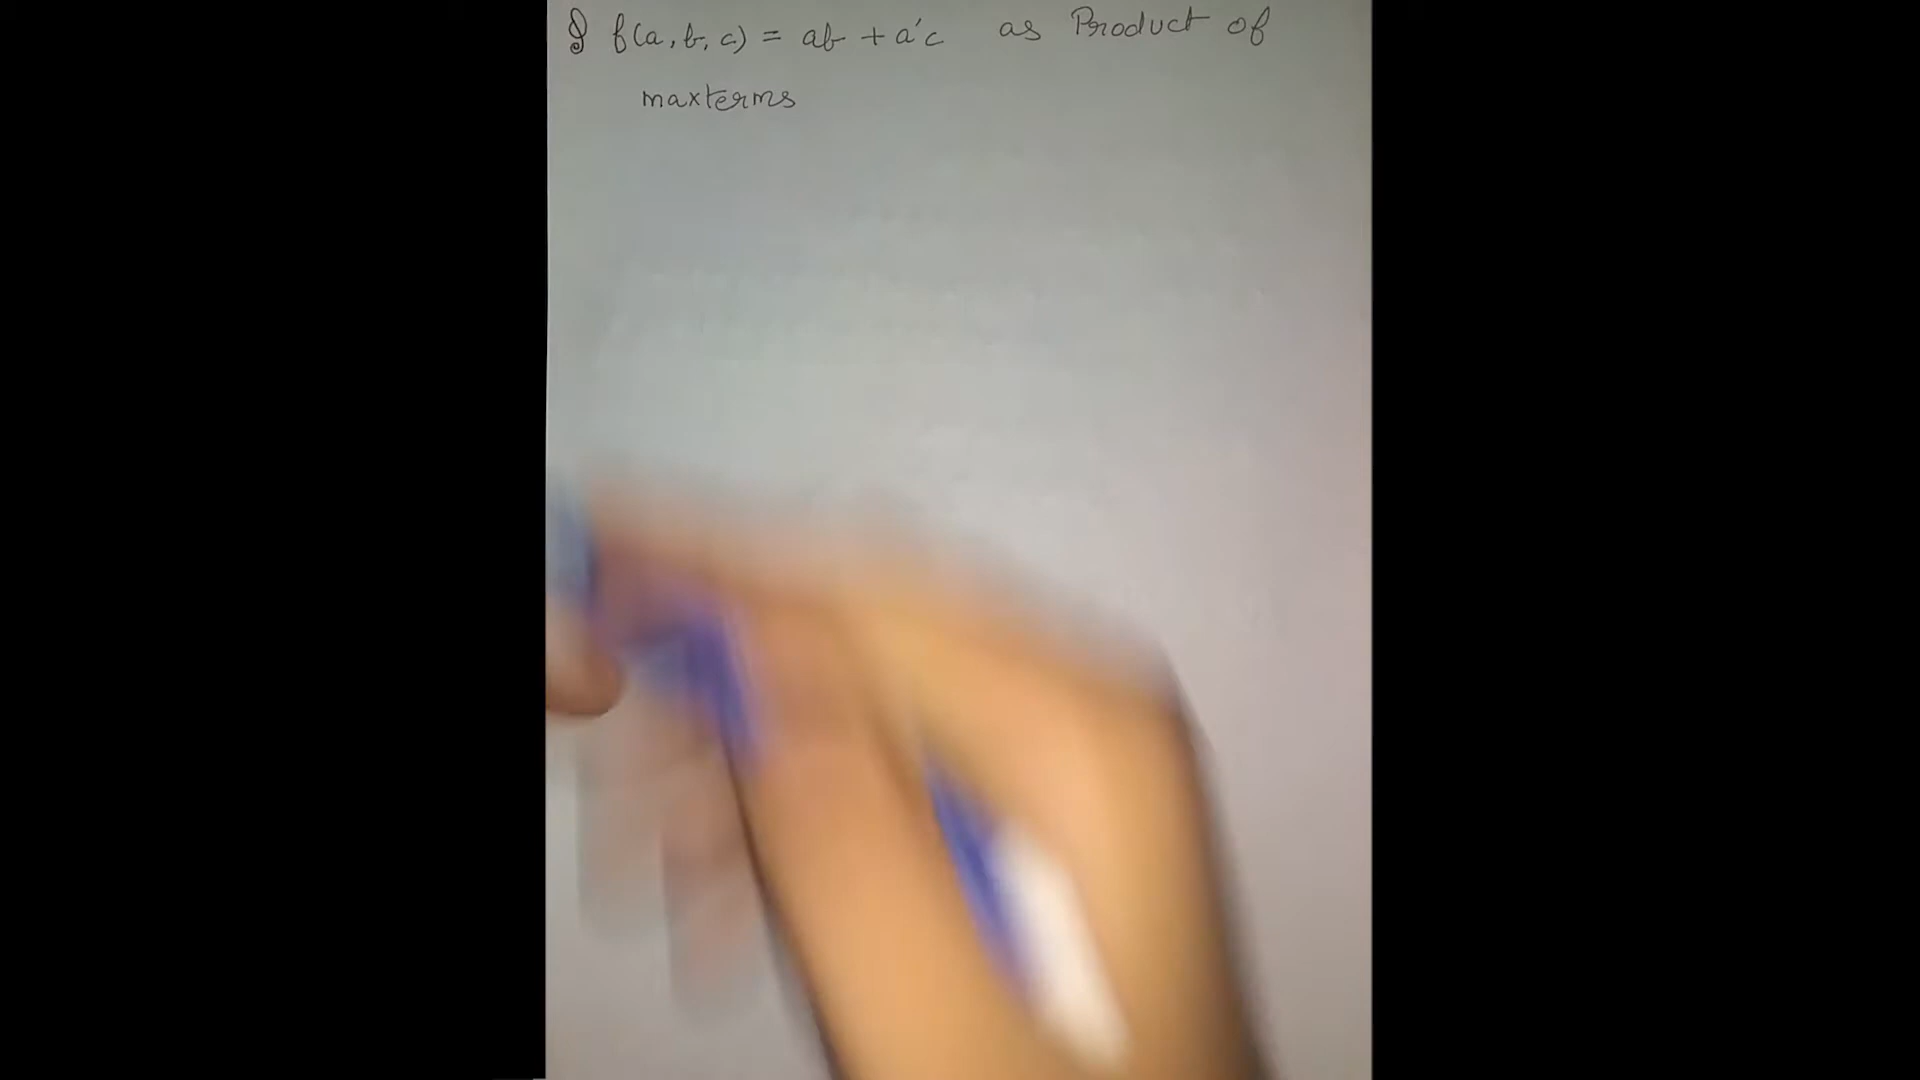 f(a, b, c) = ab + a'c as Product of
maxterms